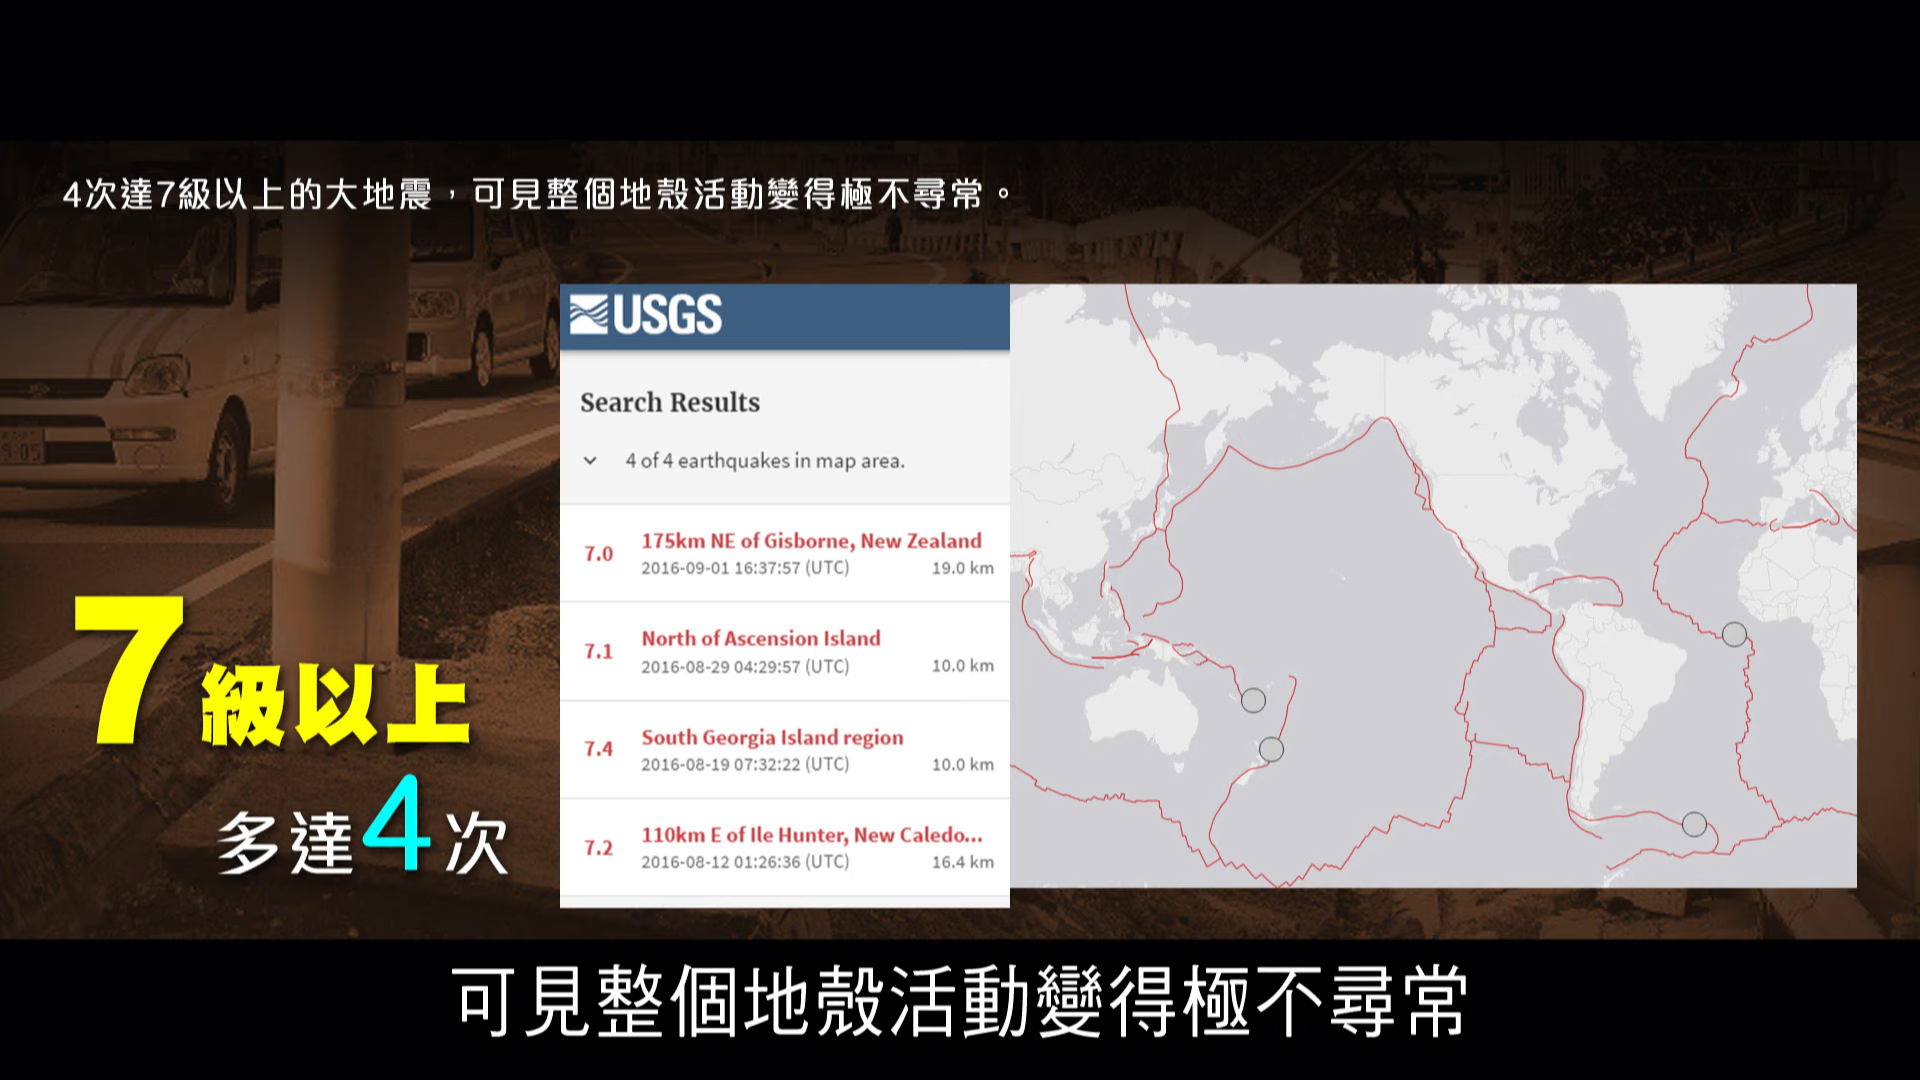 4次達7級以上的大地震，可見整個地殼活動變得極不尋常。
USGS
Search Results
4 of 4 earthquakes in map area.
7.0 175km NE of Gisborne, New Zealand
2016-09-01 16:37:57 (UTC) 19.0 km
7.1 North of Ascension Island
2016-08-29 04:29:57 (UTC) 10.0 km
7.4 South Georgia Island region
2016-08-19 07:32:22 (UTC) 10.0 km
7.2 110km E of Ile Hunter, New Caledo...
2016-08-12 01:26:36 (UTC) 16.4 km
7級以上
多達4次
可見整個地殼活動變得極不尋常